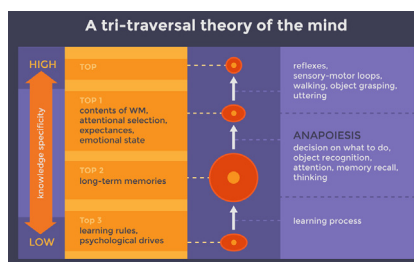 A tri-traversal theory of the mind
HIGH
knowledge specificity
LOW
TOP
TOP 1
contents of WM,
attentional selection,
expectances,
emotional state
TOP 2
long-term memories
Top 3
learning rules,
psychological drives
reflexes,
sensory-motor loops,
walking, object grasping,
uttering
ANAPOIESIS
decision on what to do,
object recognition,
attention, memory recall,
thinking
learning process